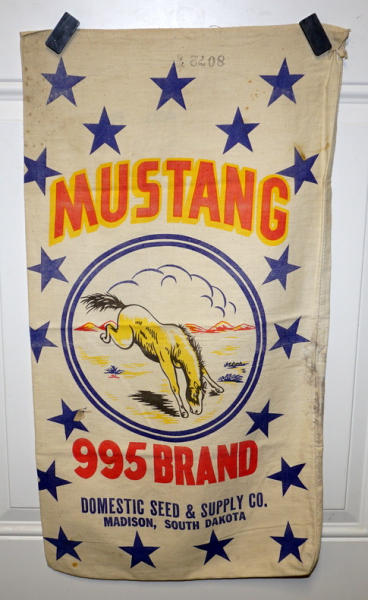 MUSTANG
995 BRAND
DOMESTIC SEED & SUPPLY CO.
MADISON, SOUTH DAKOTA